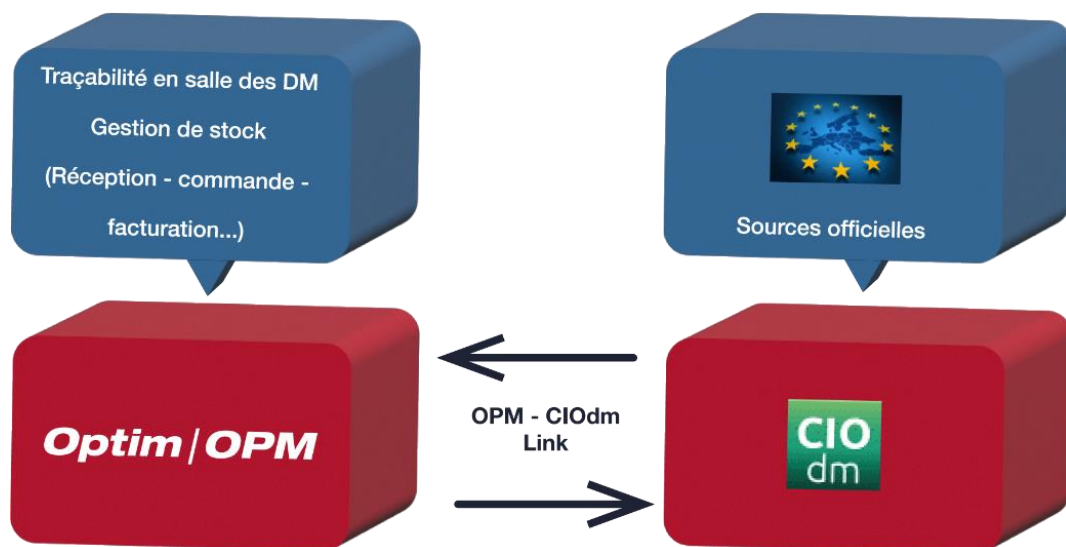 Traçabilité en salle des DM
Gestion de stock
(Réception - commande -
facturation...)
Sources officielles
Optim|OPM
OPM - CIOdm
Link
CIO
dm